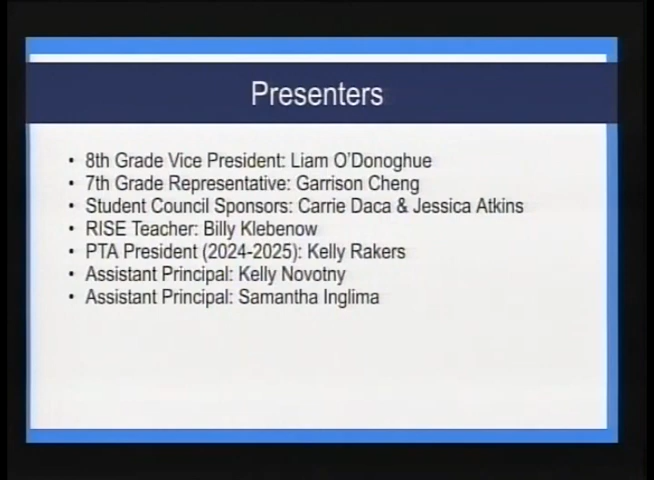 Presenters
• 8th Grade Vice President: Liam O'Donoghue
• 7th Grade Representative: Garrison Cheng
• Student Council Sponsors: Carrie Daca & Jessica Atkins
• RISE Teacher: Billy Klebenow
• PTA President (2024-2025): Kelly Rakers
• Assistant Principal: Kelly Novotny
• Assistant Principal: Samantha Inglima